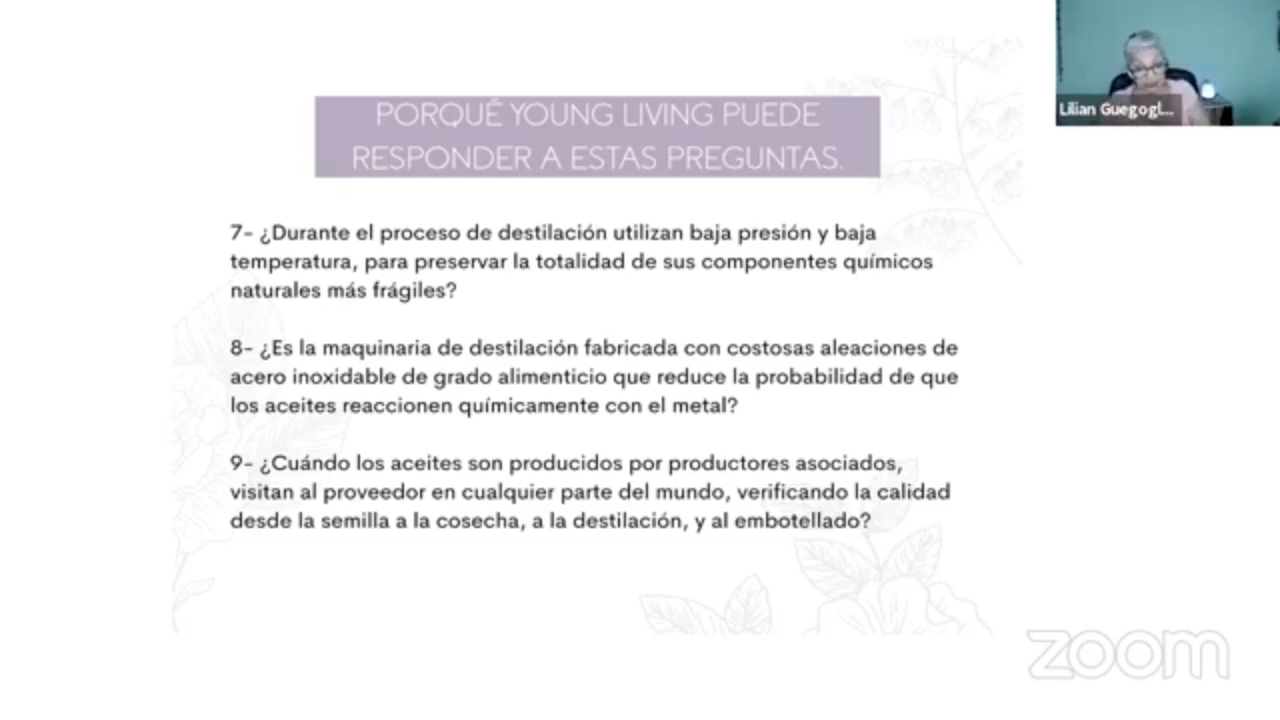 PORQUÉ YOUNG LIVING PUEDE
RESPONDER A ESTAS PREGUNTAS.
Lilian Guegogl...
7- ¿Durante el proceso de destilación utilizan baja presión y baja
temperatura, para preservar la totalidad de sus componentes químicos
naturales más frágiles?
8- ¿Es la maquinaria de destilación fabricada con costosas aleaciones de
acero inoxidable de grado alimenticio que reduce la probabilidad de que
los aceites reaccionen químicamente con el metal?
9- ¿Cuándo los aceites son producidos por productores asociados,
visitan al proveedor en cualquier parte del mundo, verificando la calidad
desde la semilla a la cosecha, a la destilación, y al embotellado?
zoom